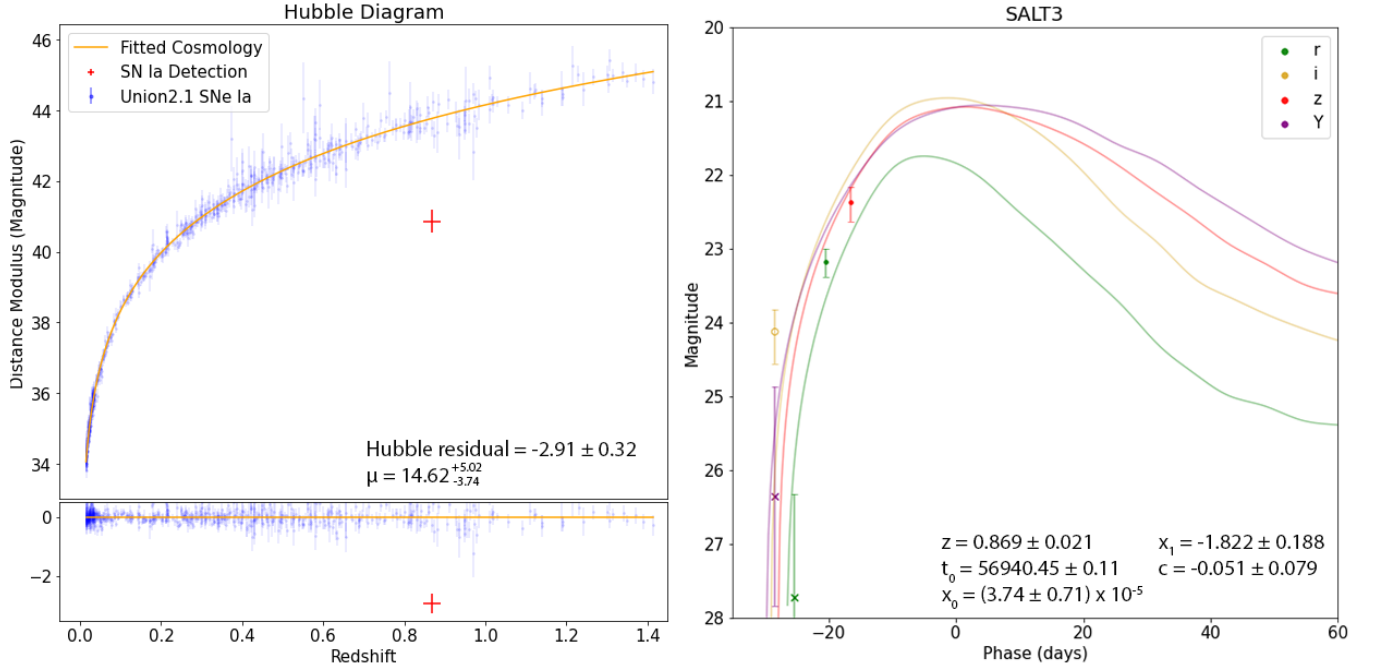 Hubble Diagram
46
44
42
40
38
36
34
Distance Modulus (Magnitude)
Fitted Cosmology
SN Ia Detection
Union2.1 SNe Ia
Hubble residual = -2.91 ± 0.32
μ = 14.62 +5.02 -3.74
0
−2
0.0 0.2 0.4 0.6 0.8 1.0 1.2 1.4
Redshift
SALT3
20
21
22
23
24
25
26
27
28
Magnitude
r
i
z
Y
z = 0.869 ± 0.021 x₁ = -1.822 ± 0.188
t₀ = 56940.45 ± 0.11 c = -0.051 ± 0.079
x₀ = (3.74 ± 0.71) x 10⁻⁵
−20 0 20 40 60
Phase (days)